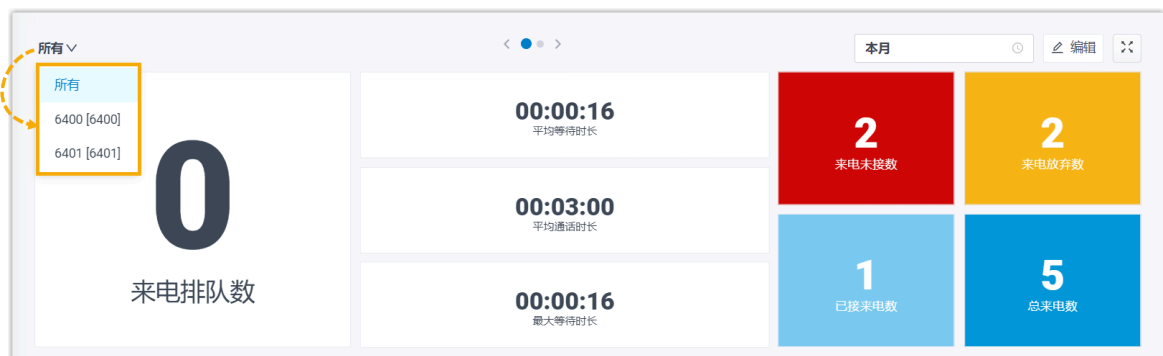 所有
本月
编辑
所有
6400 [6400]
6401 [6401]
0
来电排队数
00:00:16
平均等待时长
00:03:00
平均通话时长
00:00:16
最大等待时长
2
来电未接数
2
来电放弃数
1
已接来电数
5
总来电数